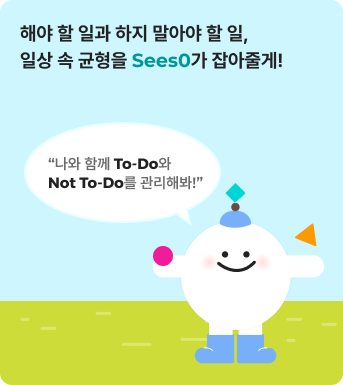 해야 할 일과 하지 말아야 할 일,
일상 속 균형을 Sees0가 잡아줄게!
“나와 함께 To-Do와
Not To-Do를 관리해봐!”